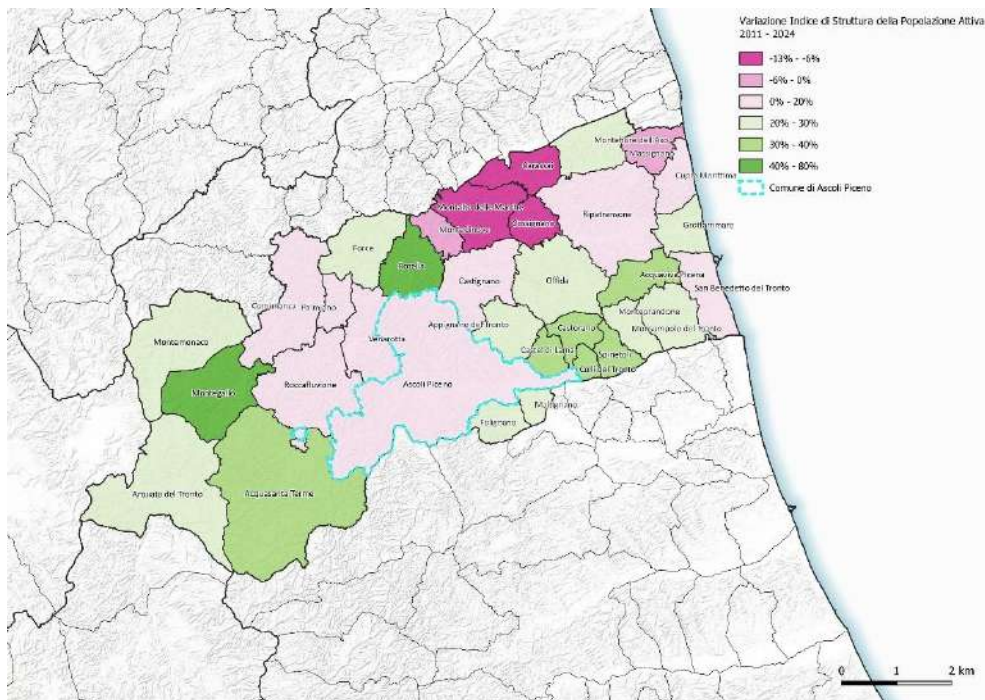 Variazione Indice di Struttura della Popolazione Attiva
2011 - 2024
-13% - -6%
-6% - 0%
0% - 20%
20% - 30%
30% - 40%
40% - 80%
Comune di Ascoli Piceno
Massignano
Carassai
Cupra Marittima
Montalto delle Marche
Cossignano
Ripatransone
Grottammare
Montedinove
Force
Rotella
Castignano
Offida
Acquaviva Picena
San Benedetto del Tronto
Comunanza
Palmiano
Monteprandone
Appignano del Tronto
Castorano
Monsampolo del Tronto
Montemonaco
Venarotta
Castel di Lama
Spinetoli
Colli del Tronto
Roccafluvione
Ascoli Piceno
Montegallo
Maltignano
Folignano
Arquata del Tronto
Acquasanta Terme
0 1 2 km